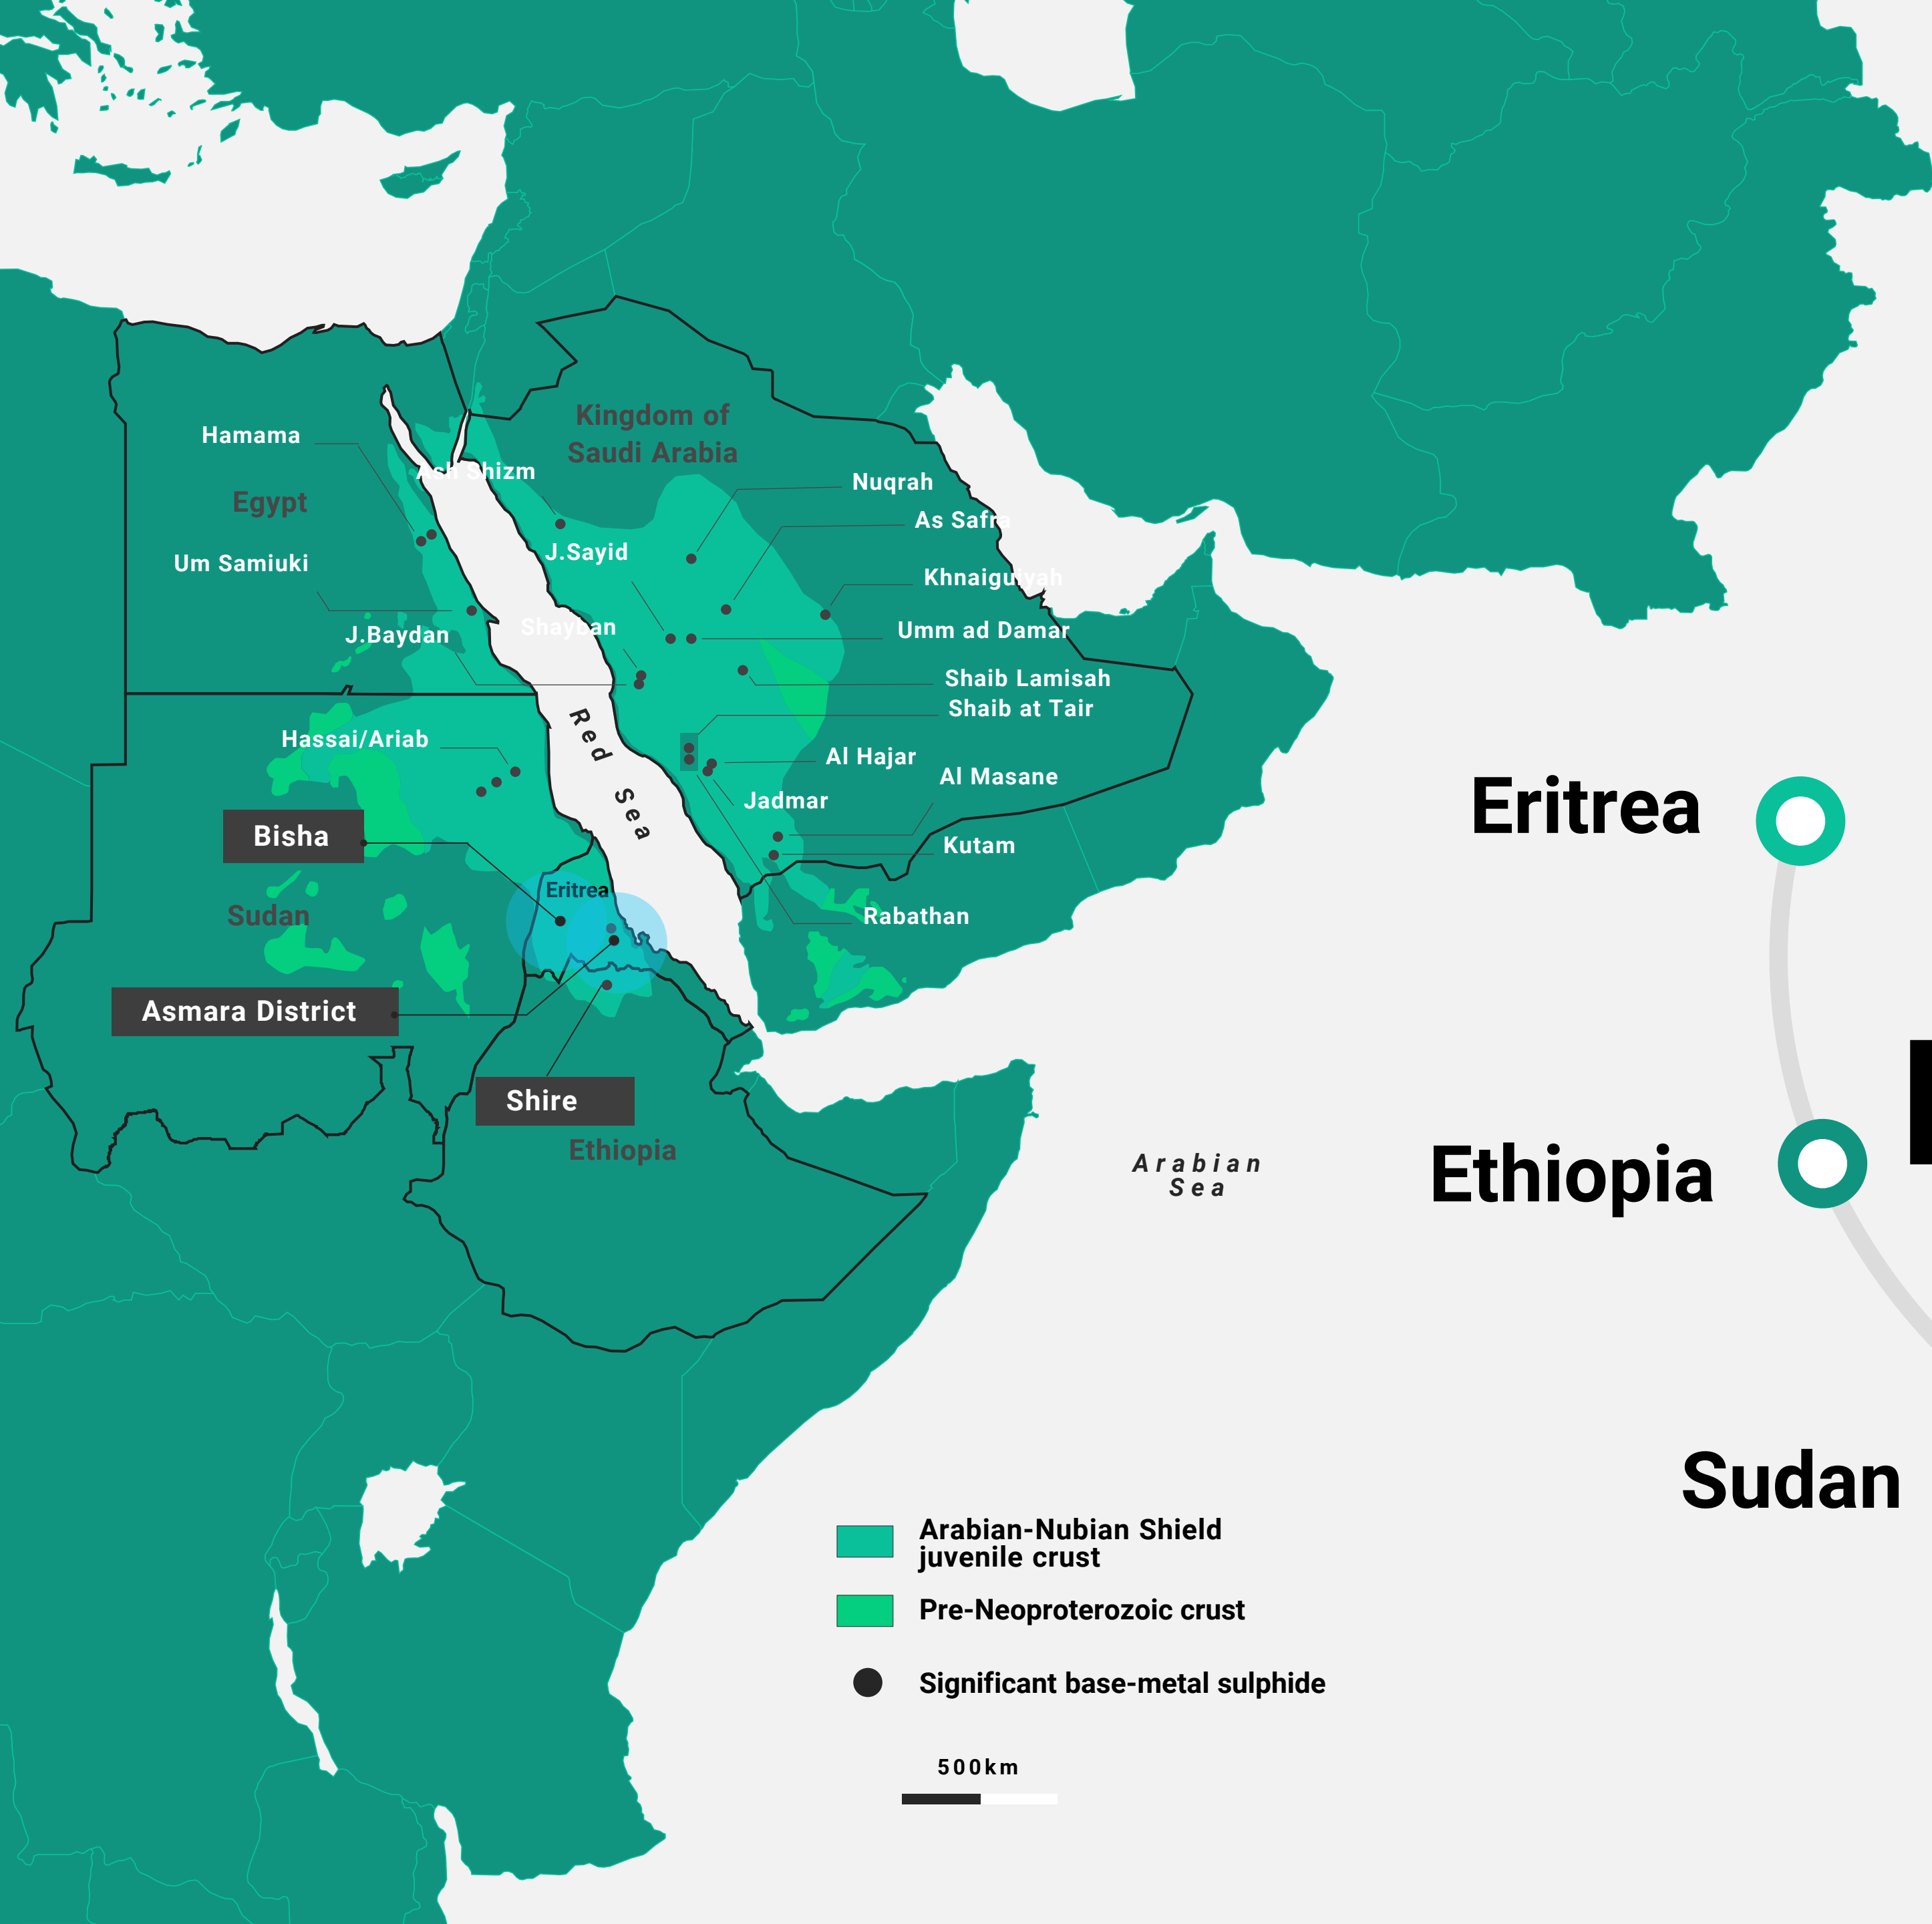 Kingdom of
Saudi Arabia
Hamama
Ash Shizm
Nuqrah
Egypt
As Safra
J.Sayid
Um Samiuki
Khnaiguiyah
Shayban
J.Baydan
Umm ad Damar
Shaib Lamisah
Shaib at Tair
Red Sea
Hassai/Ariab
Al Hajar
Al Masane
Jadmar
Bisha
Kutam
Eritrea
Sudan
Rabathan
Asmara District
Shire
Ethiopia
Arabian
Sea
Eritrea
Ethiopia
Sudan
Arabian-Nubian Shield
juvenile crust
Pre-Neoproterozoic crust
Significant base-metal sulphide
500km